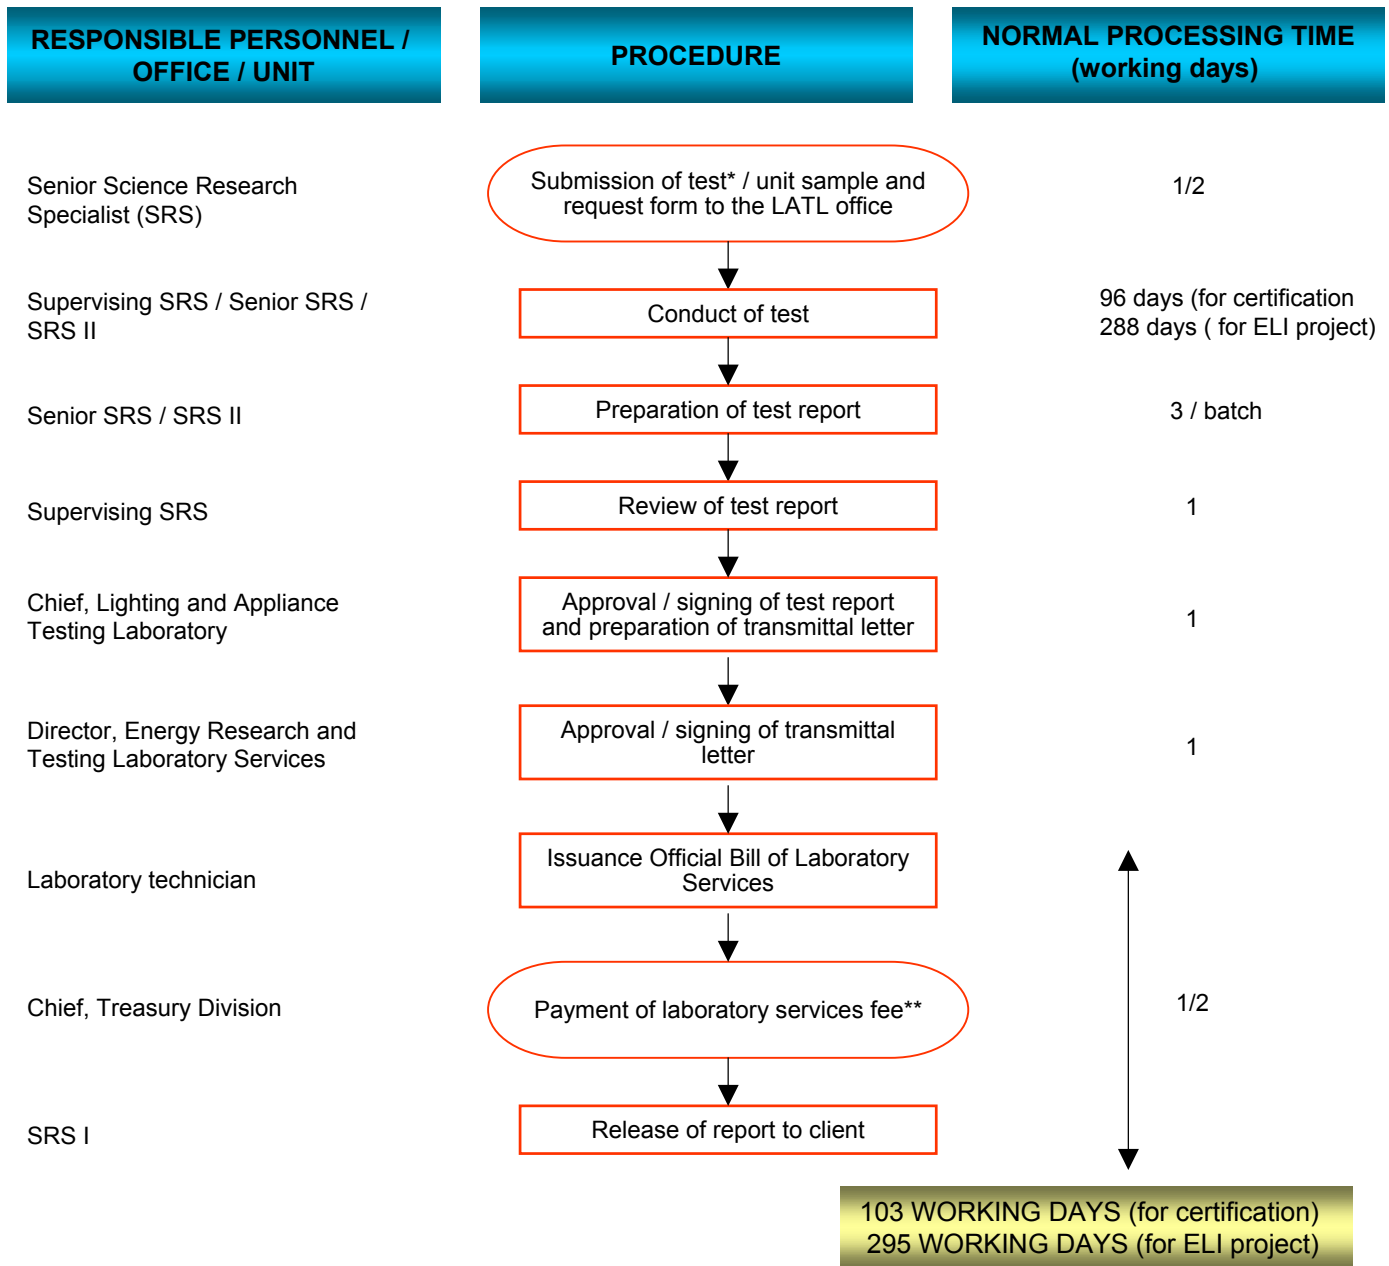 RESPONSIBLE PERSONNEL /
OFFICE / UNIT
PROCEDURE
NORMAL PROCESSING TIME
(working days)
Senior Science Research
Specialist (SRS)
Submission of test* / unit sample and
request form to the LATL office
1/2
Supervising SRS / Senior SRS /
SRS II
Conduct of test
96 days (for certification
288 days ( for ELI project)
Senior SRS / SRS II
Preparation of test report
3 / batch
Supervising SRS
Review of test report
1
Chief, Lighting and Appliance
Testing Laboratory
Approval / signing of test report
and preparation of transmittal letter
1
Director, Energy Research and
Testing Laboratory Services
Approval / signing of transmittal
letter
1
Laboratory technician
Issuance Official Bill of Laboratory
Services
Chief, Treasury Division
Payment of laboratory services fee**
1/2
SRS I
Release of report to client
103 WORKING DAYS (for certification)
295 WORKING DAYS (for ELI project)